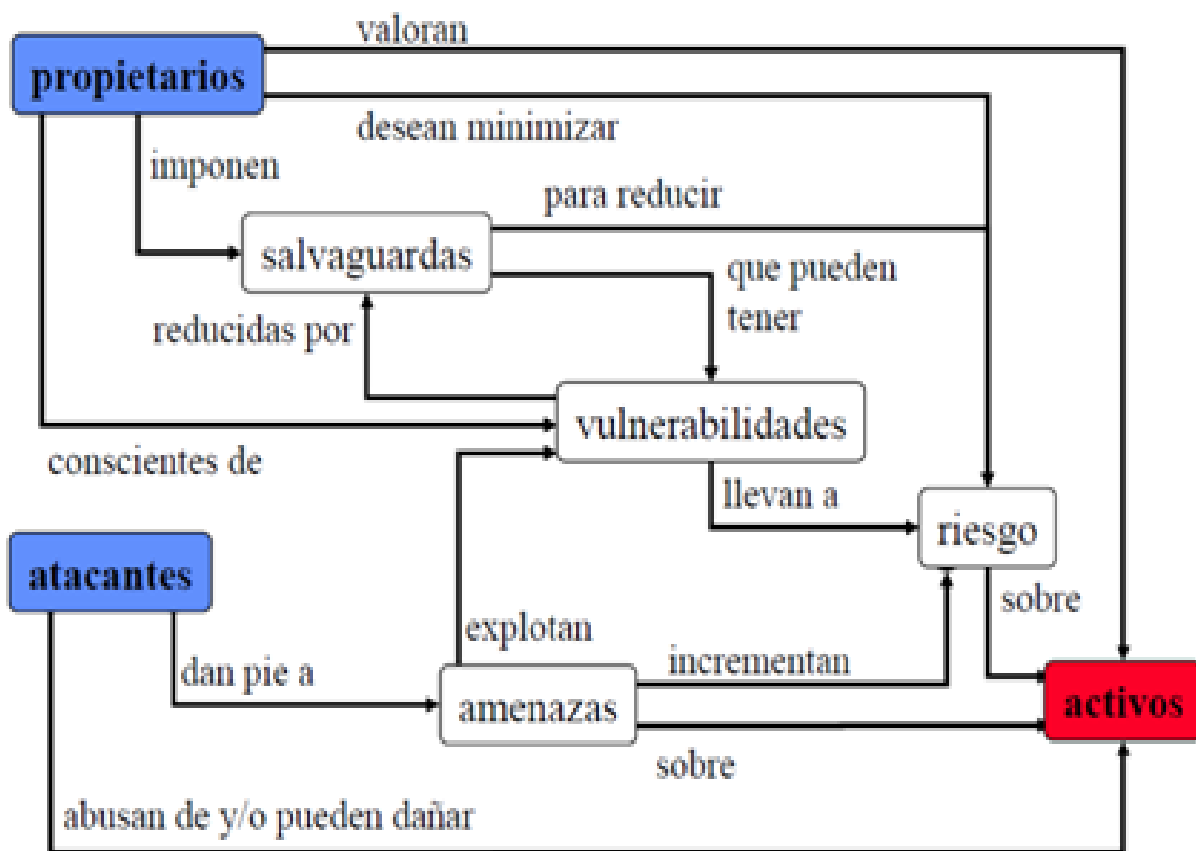 valoran
propietarios
desean minimizar
imponen
para reducir
salvaguardas
que pueden
tener
reducidas por
vulnerabilidades
conscientes de
llevan a
riesgo
atacantes
sobre
explotan
dan pie a
incrementan
amenazas
activos
sobre
abusan de y/o pueden dañar